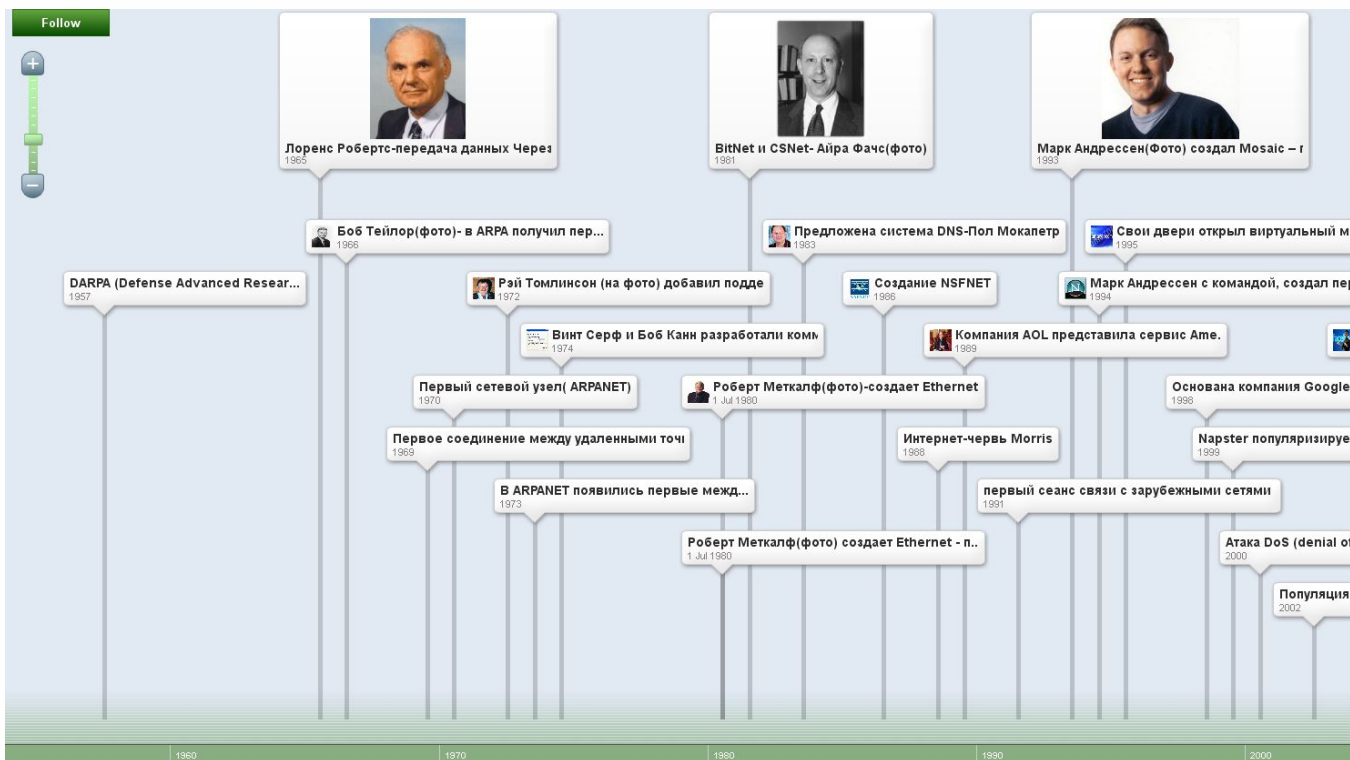 Follow
Лоренс Робертс-передача данных Через
1965
BitNet и CSNet- Айра Фачс(фото)
1981
Марк Андрессен(Фото) создал Mosaic –
1993
Боб Тейлор(фото)- в ARPA получил пер...
1966
Предложена система DNS-Пол Мокапетр
1983
Свои двери открыл виртуальный м
1995
DARPA (Defense Advanced Resear...
1957
Рэй Томлинсон (на фото) добавил подде
1972
Создание NSFNET
1986
Марк Андрессен с командой, создал пер
1994
Винт Серф и Боб Канн разработали комм
1974
Компания AOL представила сервис Ame.
1989
Первый сетевой узел( ARPANET)
1970
Роберт Меткалф(фото)-создает Ethernet
1 Jul 1980
Основана компания Google
1998
Первое соединение между удаленными точ
1969
Интернет-червь Morris
1988
Napster популяризируе
1999
В ARPANET появились первые межд...
1973
первый сеанс связи с зарубежными сетями
1991
Роберт Меткалф(фото) создает Ethernet - п..
1 Jul 1980
Атака DoS (denial of
2000
Популяция
2002
1960
1970
1980
1990
2000